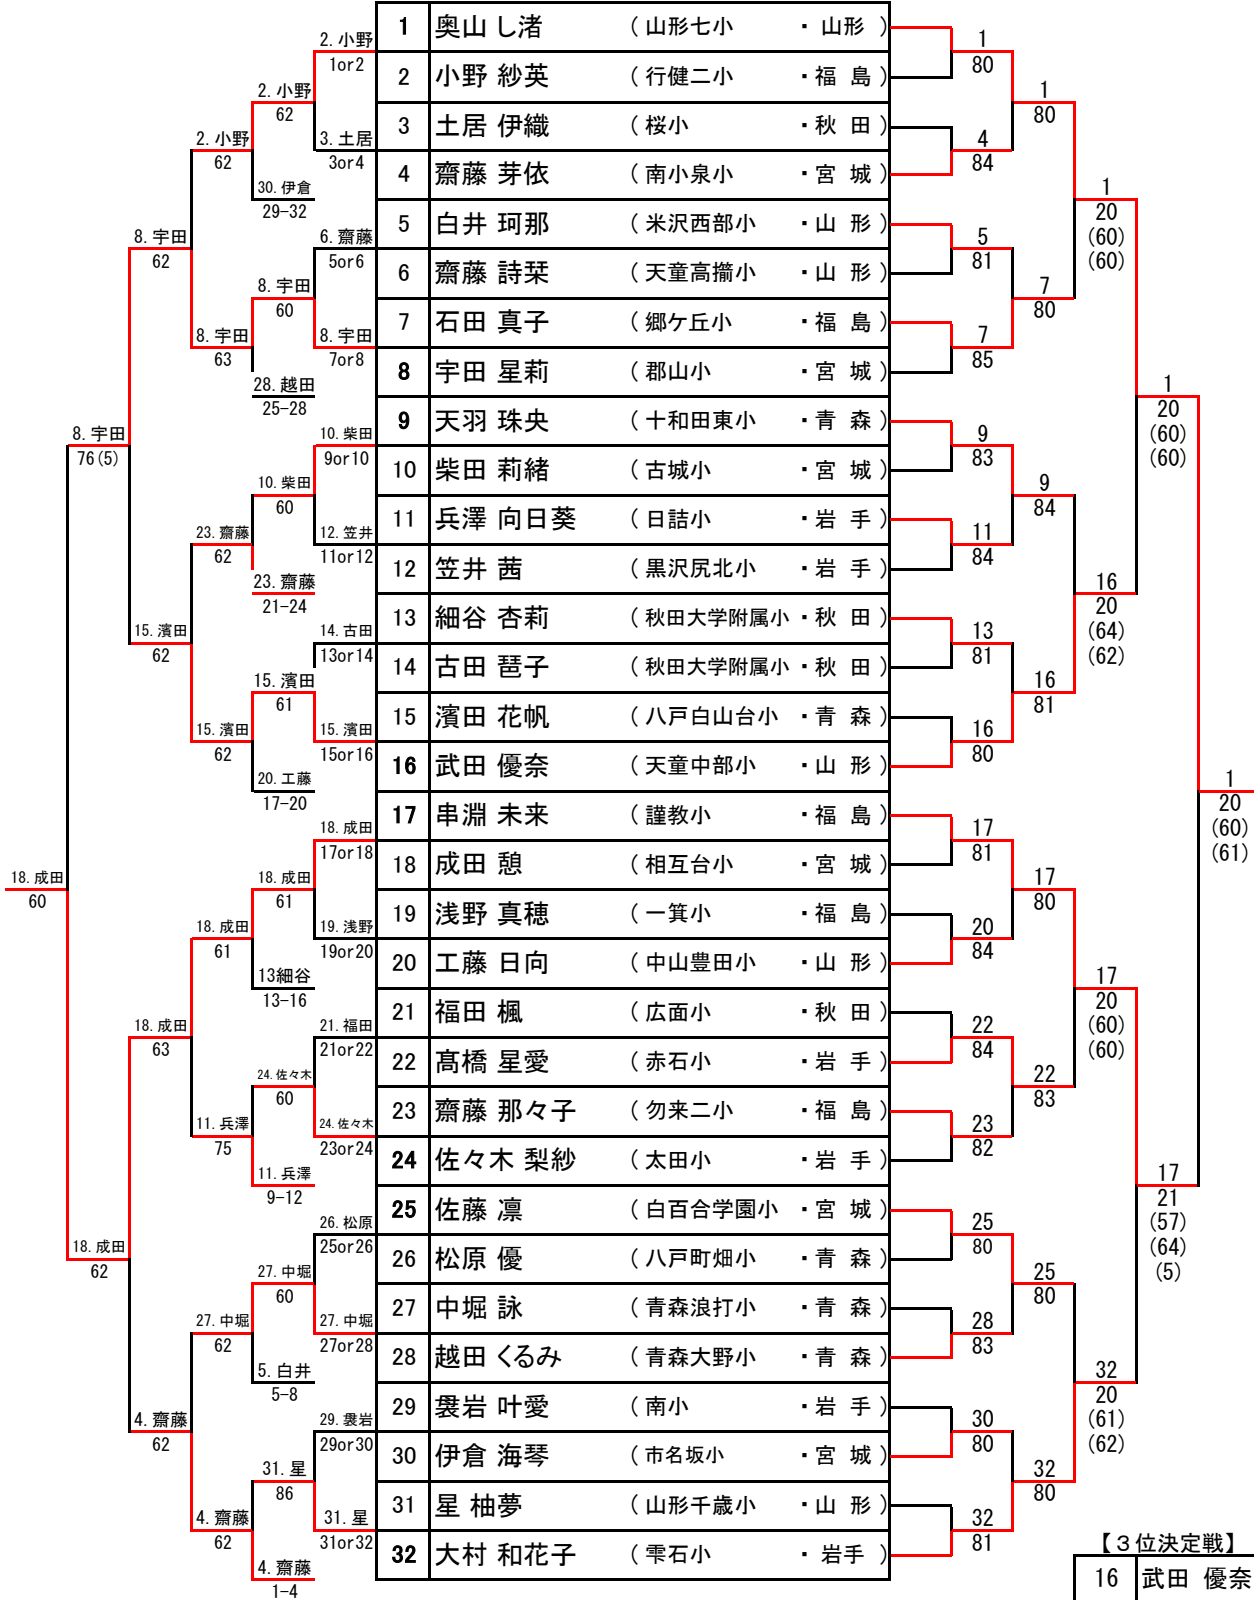 1 奥山 し渚 （ 山形七小 ・ 山形 ）
2 小野 紗英 （ 行健二小 ・ 福 島 ）
3 土居 伊織 （ 桜小 ・ 秋 田 ）
4 齋藤 芽依 （ 南小泉小 ・ 宮 城 ）
5 白井 珂那 （ 米沢西部小 ・ 山 形 ）
6 齋藤 詩栞 （ 天童高擶小 ・ 山 形 ）
7 石田 真子 （ 郷ケ丘小 ・ 福 島 ）
8 宇田 星莉 （ 郡山小 ・ 宮 城 ）
9 天羽 珠央 （ 十和田東小 ・ 青 森 ）
10 柴田 莉緒 （ 古城小 ・ 宮 城 ）
11 兵澤 向日葵 （ 日詰小 ・ 岩 手 ）
12 笠井 茜 （ 黒沢尻北小 ・ 岩 手 ）
13 細谷 杏莉 （ 秋田大学附属小 ・ 秋 田 ）
14 古田 琶子 （ 秋田大学附属小 ・ 秋 田 ）
15 濱田 花帆 （ 八戸白山台小 ・ 青 森 ）
16 武田 優奈 （ 天童中部小 ・ 山 形 ）
17 串淵 未来 （ 謹教小 ・ 福 島 ）
18 成田 憩 （ 相互台小 ・ 宮 城 ）
19 浅野 真穂 （ 一箕小 ・ 福 島 ）
20 工藤 日向 （ 中山豊田小 ・ 山 形 ）
21 福田 楓 （ 広面小 ・ 秋 田 ）
22 髙橋 星愛 （ 赤石小 ・ 岩 手 ）
23 齋藤 那々子 （ 勿来二小 ・ 福 島 ）
24 佐々木 梨紗 （ 太田小 ・ 岩 手 ）
25 佐藤 凛 （ 白百合学園小 ・ 宮 城 ）
26 松原 優 （ 八戸町畑小 ・ 青 森 ）
27 中堀 詠 （ 青森浪打小 ・ 青 森 ）
28 越田 くるみ （ 青森大野小 ・ 青 森 ）
29 褜岩 叶愛 （ 南小 ・ 岩 手 ）
30 伊倉 海琴 （ 市名坂小 ・ 宮 城 ）
31 星 柚夢 （ 山形千歳小 ・ 山 形 ）
32 大村 和花子 （ 雫石小 ・ 岩手 ）
2. 小野
1or2
3. 土居
3or4
6. 齋藤
5or6
8. 宇田
7or8
10. 柴田
9or10
12. 笠井
11or12
14. 古田
13or14
15. 濱田
15or16
18. 成田
17or18
19. 浅野
19or20
21. 福田
21or22
24. 佐々木
23or24
26. 松原
25or26
27. 中堀
27or28
29. 褜岩
29or30
31. 星
31or32
2. 小野
62
30. 伊倉
29-32
8. 宇田
60
28. 越田
25-28
10. 柴田
60
23. 齋藤
21-24
15. 濱田
61
20. 工藤
17-20
18. 成田
61
13細谷
13-16
24. 佐々木
60
11. 兵澤
9-12
27. 中堀
60
5. 白井
5-8
31. 星
86
4. 齋藤
1-4
2. 小野
62
8. 宇田
63
23. 齋藤
62
15. 濱田
62
18. 成田
61
11. 兵澤
75
27. 中堀
62
4. 齋藤
62
8. 宇田
62
15. 濱田
62
18. 成田
63
4. 齋藤
62
8. 宇田
76(5)
18. 成田
62
18. 成田
60
1
80
4
84
5
81
7
85
9
83
11
84
13
81
16
80
17
81
20
84
22
84
23
82
25
80
28
83
30
80
32
81
1
80
7
80
9
84
16
81
17
80
22
83
25
80
32
80
1
20
(60)
(60)
16
20
(64)
(62)
17
20
(60)
(60)
32
20
(61)
(62)
1
20
(60)
(60)
17
21
(57)
(64)
(5)
1
20
(60)
(61)
【３位決定戦】
16 武田 優奈